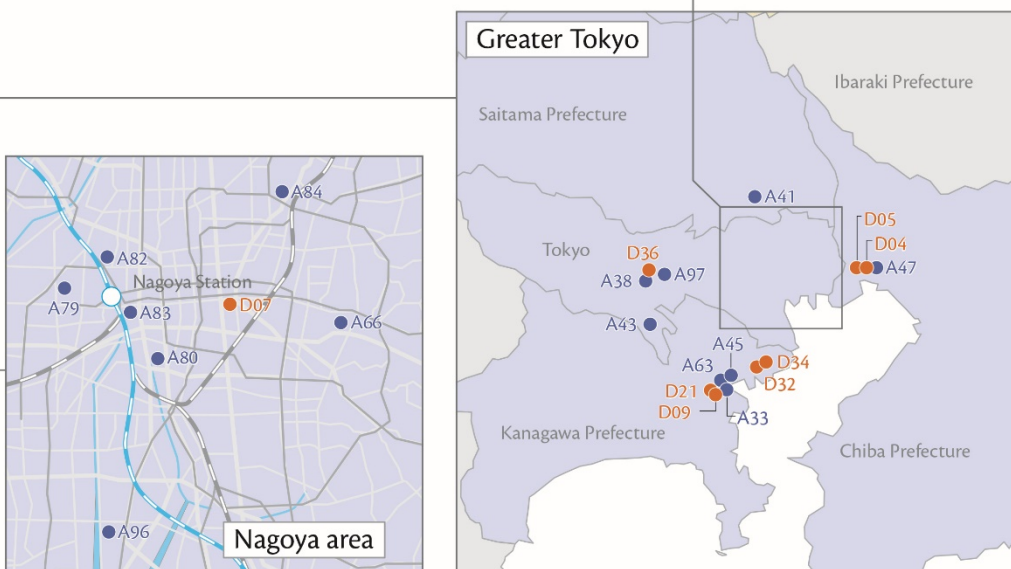 Greater Tokyo
Ibaraki Prefecture
Saitama Prefecture
A41
D05
D04
A47
Tokyo
D36
A38
A97
A43
A45
A63
D34
D32
D21
D09
A33
Kanagawa Prefecture
Chiba Prefecture
A84
A82
Nagoya Station
A79
A83
D07
A66
A80
A96
Nagoya area